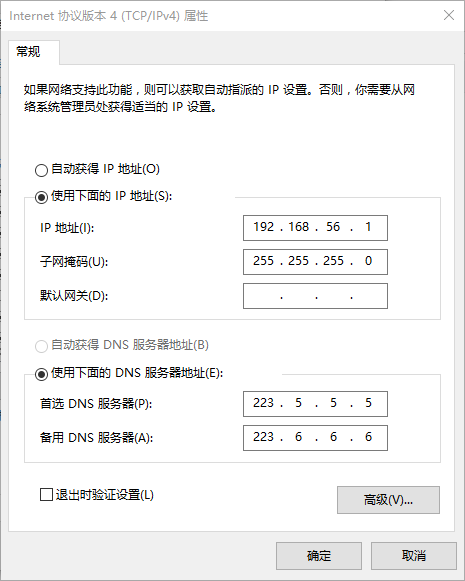 Internet 协议版本 4 (TCP/IPv4) 属性
常规
如果网络支持此功能，则可以获取自动指派的 IP 设置。否则，你需要从网
络系统管理员处获得适当的 IP 设置。
自动获得 IP 地址(O)
使用下面的 IP 地址(S):
IP 地址(I): 192 . 168 . 56 . 1
子网掩码(U): 255 . 255 . 255 . 0
默认网关(D): . . .
自动获得 DNS 服务器地址(B)
使用下面的 DNS 服务器地址(E):
首选 DNS 服务器(P): 223 . 5 . 5 . 5
备用 DNS 服务器(A): 223 . 6 . 6 . 6
退出时验证设置(L)
高级(V)...
确定 取消